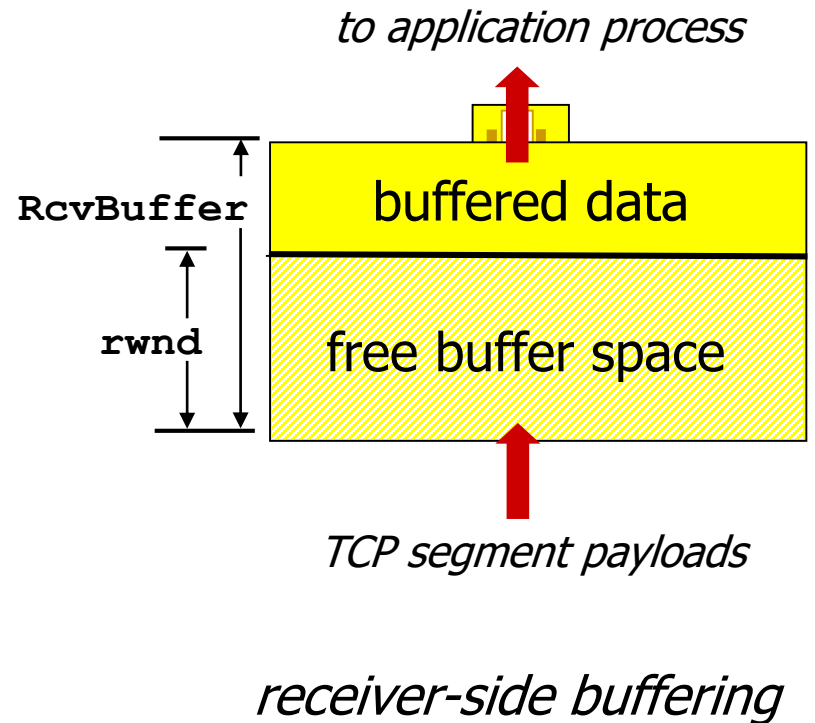 to application process
RcvBuffer
buffered data
rwnd
free buffer space
TCP segment payloads
receiver-side buffering